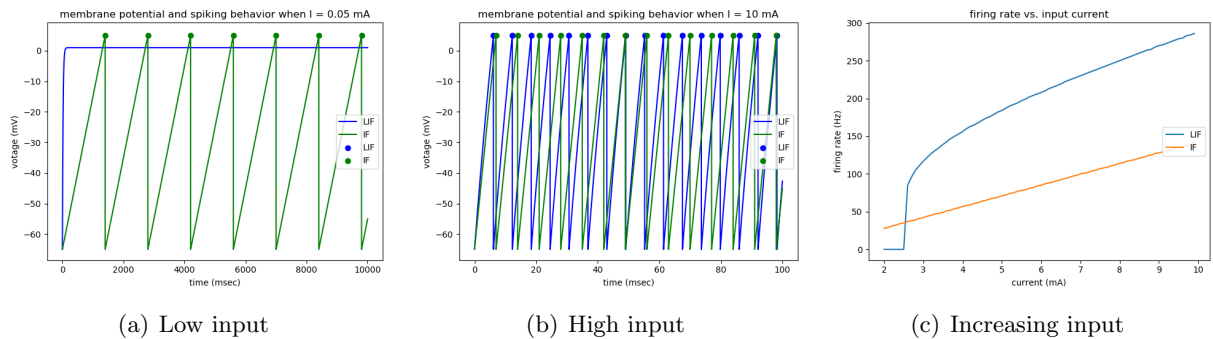 membrane potential and spiking behavior when I = 0.05 mA
0
−10
−20
−30
−40
−50
−60
votage (mV)
LIF
IF
LIF
IF
0 2000 4000 6000 8000 10000
time (msec)
(a) Low input
membrane potential and spiking behavior when I = 10 mA
0
−10
−20
−30
−40
−50
−60
votage (mV)
LIF
IF
LIF
IF
0 20 40 60 80 100
time (msec)
(b) High input
firing rate vs. input current
300
250
200
150
100
50
0
firing rate (Hz)
LIF
IF
2 3 4 5 6 7 8 9 10
current (mA)
(c) Increasing input